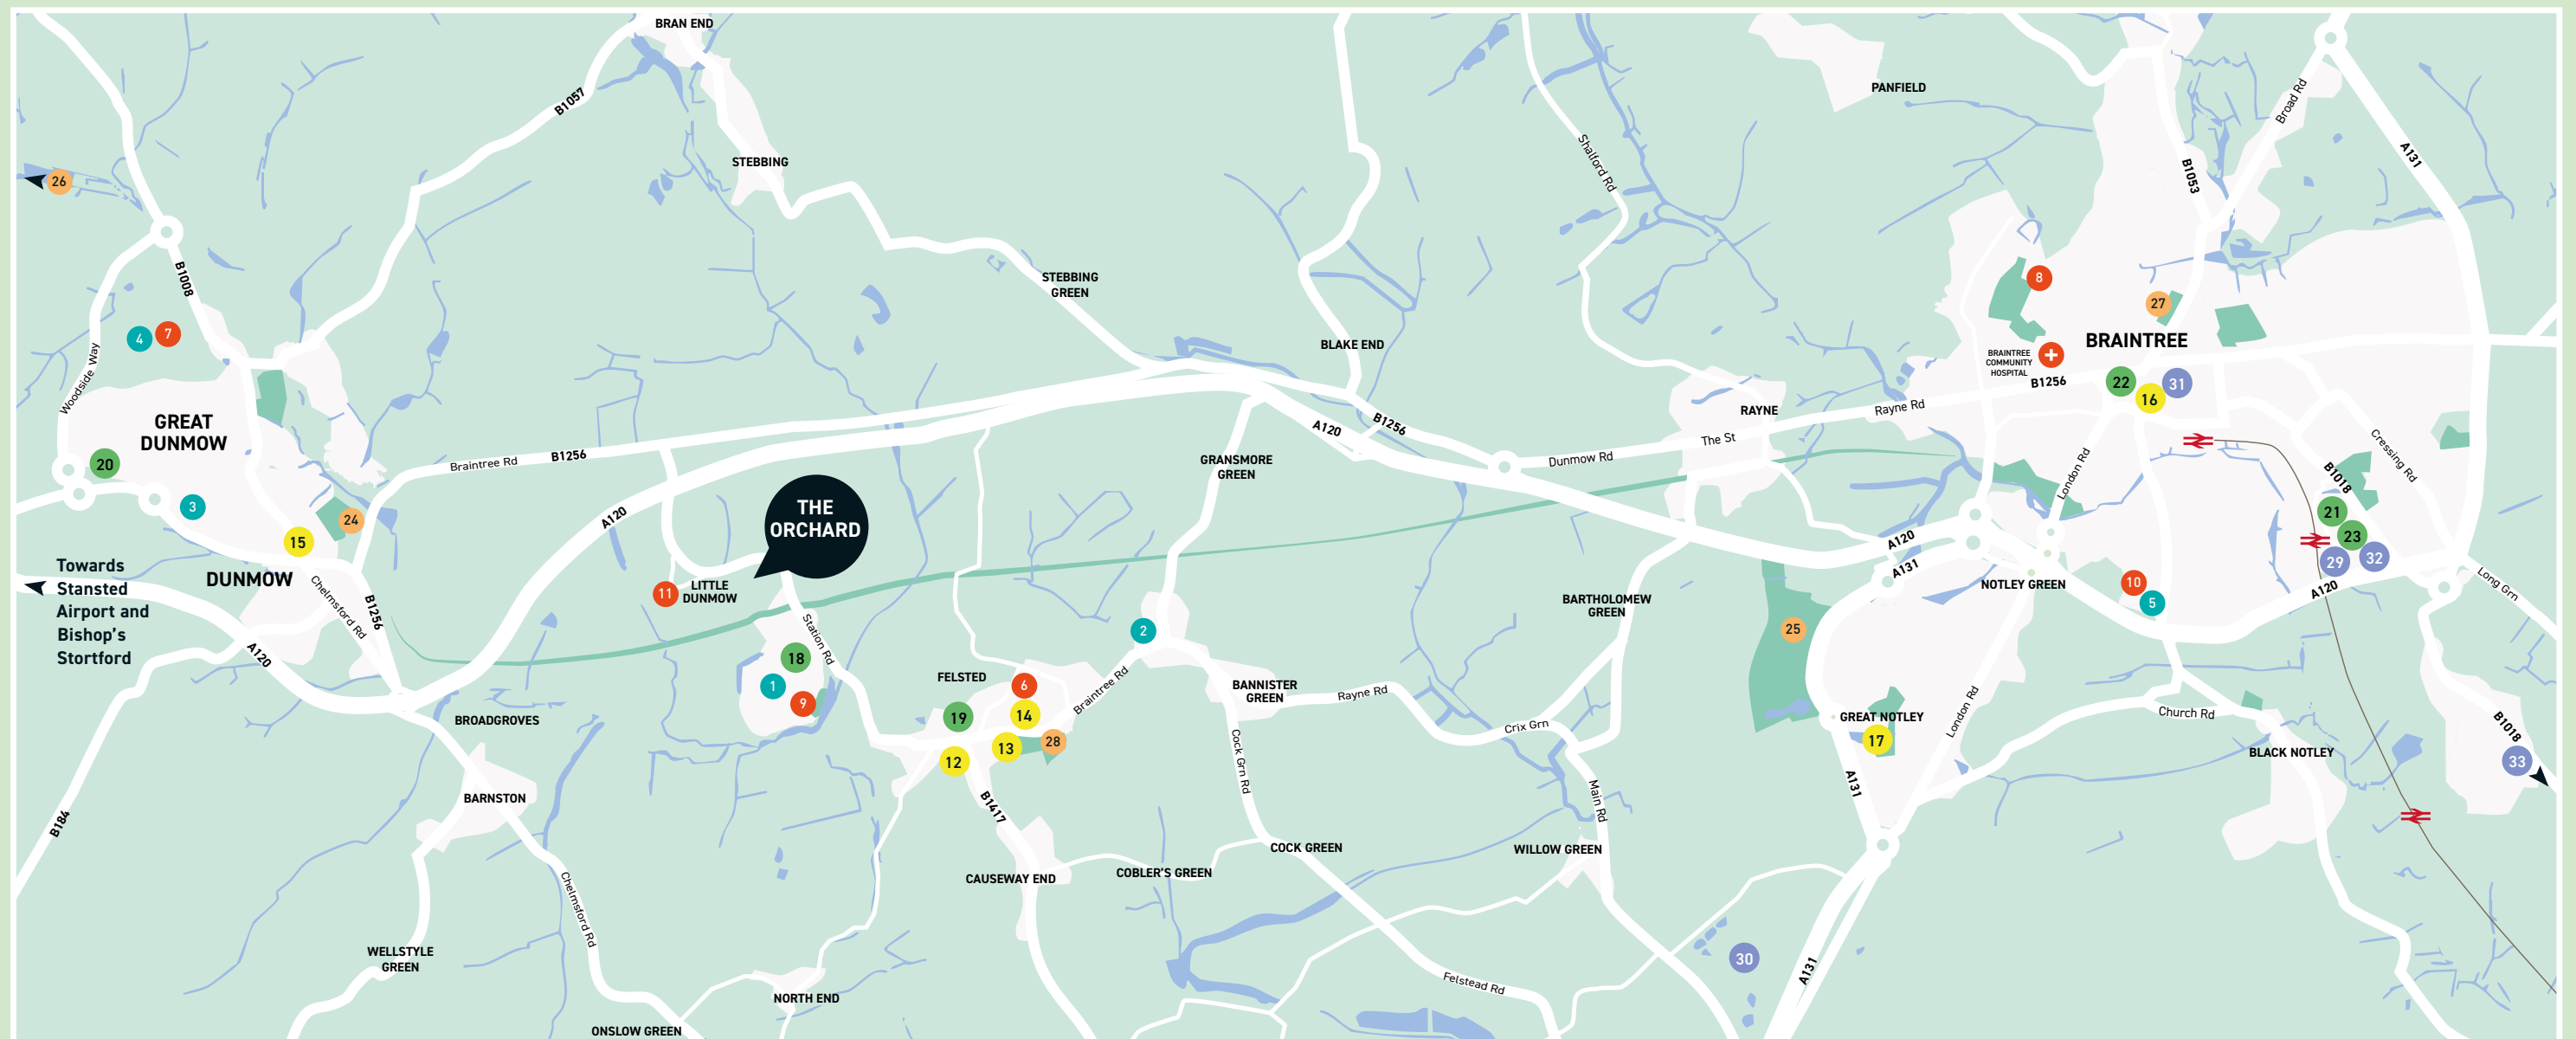 BRAN END
B1057
STEBBING
26
B1008
4
7
Woodside Way
GREAT
DUNMOW
20
3
15
24
DUNMOW
Towards
Stansted
Airport and
Bishop's
Stortford
Chelmsford Rd
B1256
A120
B184
Braintree Rd
B1256
A120
THE
ORCHARD
11
LITTLE
DUNMOW
Station Rd
18
1
9
BROADGROVES
BARNSTON
Chelmsford Rd
WELLSTYLE
GREEN
ONSLOW GREEN
NORTH END
STEBBING
GREEN
BLAKE END
GRANSMORE
GREEN
A120
B1256
2
FELSTED
6
19
14
13
12
28
Braintree Rd
B1417
BANNISTER
GREEN
Rayne Rd
Cock Grn Rd
Crix Grn
CAUSEWAY END
COBLER'S GREEN
COCK GREEN
Felstead Rd
Main Rd
WILLOW GREEN
BARTHOLOMEW
GREEN
Shalford Rd
PANFIELD
Dunmow Rd
The St
RAYNE
Rayne Rd
B1256
8
27
BRAINTREE
BRAINTREE
COMMUNITY
HOSPITAL
22
16
31
B1053
Broad Rd
A131
London Rd
Cressing Rd
B1018
21
23
29
32
A120
A131
NOTLEY GREEN
10
5
A120
Long Grn
25
GREAT NOTLEY
17
London Rd
A131
Church Rd
BLACK NOTLEY
B1018
33
30
A131